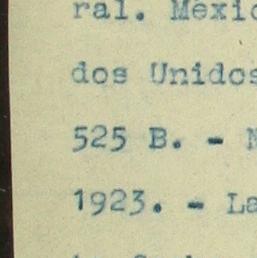 ral. Mexic
dos Unidos
525 B. - N
1923. - La